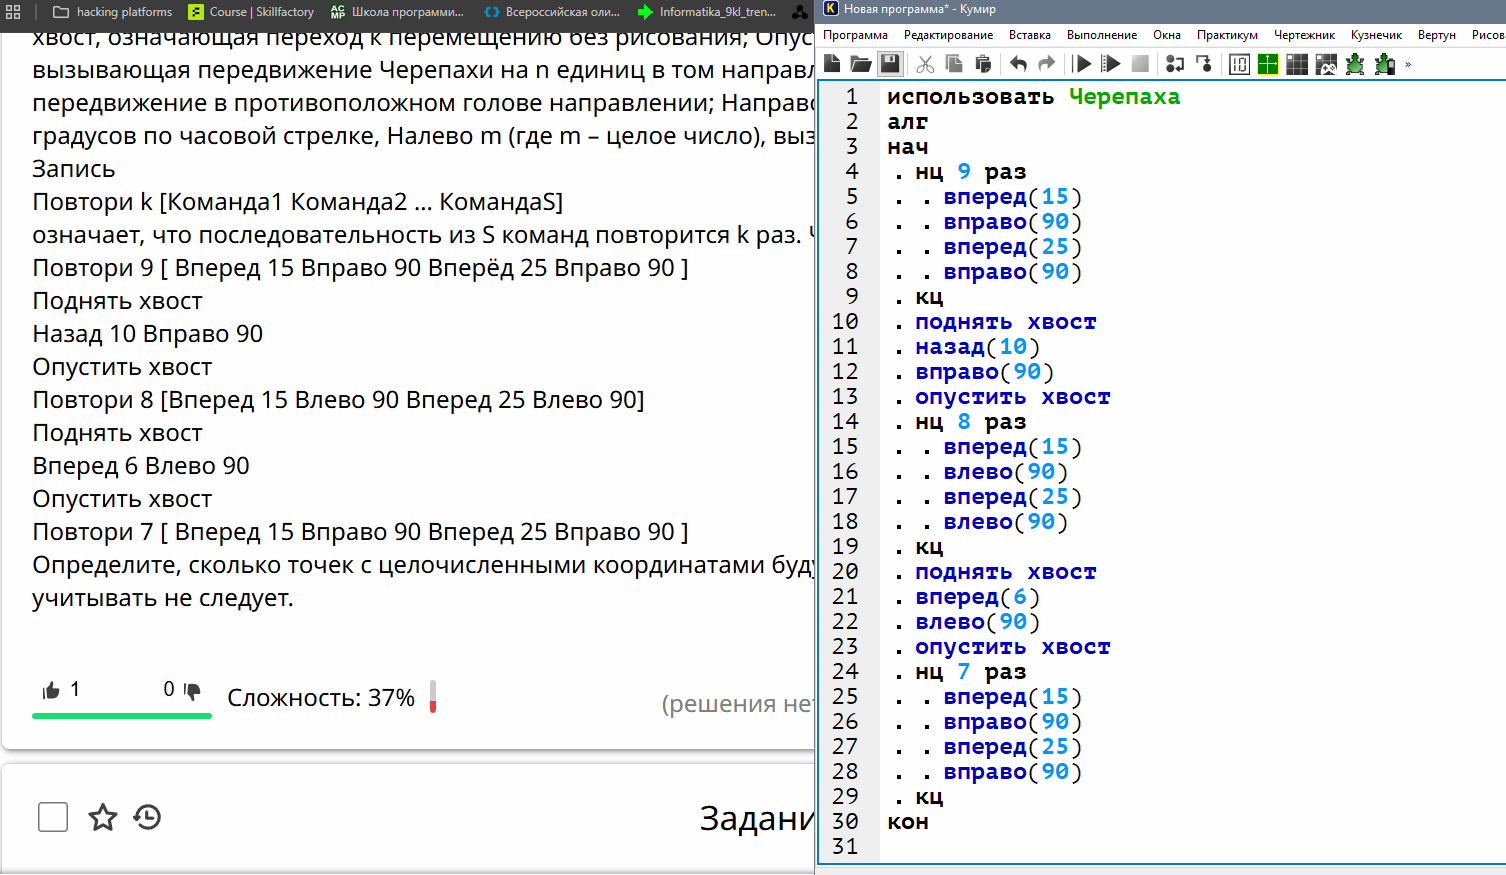 hacking platforms
Course | Skillfactory
Школа программи...
Всероссийская оли...
Informatika_9kl_tren...
хвост, означающая переход к перемещению без рисования; Опус
вызывающая передвижение Черепахи на n единиц в том направл
передвижение в противоположном голове направлении; Направо
градусов по часовой стрелке, Налево m (где m – целое число), выз
Запись
Повтори k [Команда1 Команда2 … КомандаS]
означает, что последовательность из S команд повторится k раз.
Повтори 9 [ Вперед 15 Вправо 90 Вперёд 25 Вправо 90 ]
Поднять хвост
Назад 10 Вправо 90
Опустить хвост
Повтори 8 [Вперед 15 Влево 90 Вперед 25 Влево 90]
Поднять хвост
Вперед 6 Влево 90
Опустить хвост
Повтори 7 [ Вперед 15 Вправо 90 Вперед 25 Вправо 90 ]
Определите, сколько точек с целочисленными координатами буду
учитывать не следует.
1
0
Сложность: 37%
(решения нет
Задани
Новая программа* - Кумир
Программа Редактирование Вставка Выполнение Окна Практикум Чертежник Кузнечик Вертун Рисов
»
1 использовать Черепаха
2 алг
3 нач
4 . нц 9 раз
5 . . вперед(15)
6 . . вправо(90)
7 . . вперед(25)
8 . . вправо(90)
9 . кц
10 . поднять хвост
11 . назад(10)
12 . вправо(90)
13 . опустить хвост
14 . нц 8 раз
15 . . вперед(15)
16 . . влево(90)
17 . . вперед(25)
18 . . влево(90)
19 . кц
20 . поднять хвост
21 . вперед(6)
22 . влево(90)
23 . опустить хвост
24 . нц 7 раз
25 . . вперед(15)
26 . . вправо(90)
27 . . вперед(25)
28 . . вправо(90)
29 . кц
30 кон
31